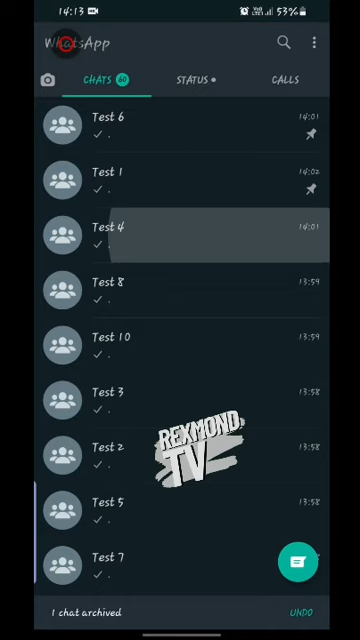 14:13 53%
WhatsApp
CHATS 60 STATUS CALLS
Test 6 14:01
.
Test 1 14:02
.
Test 4 14:01
.
Test 8 13:59
.
Test 10 13:59
.
Test 3 13:58
.
Test 2 13:58
.
Test 5 13:58
.
Test 7
.
REXMOND
TV
1 chat archived UNDO